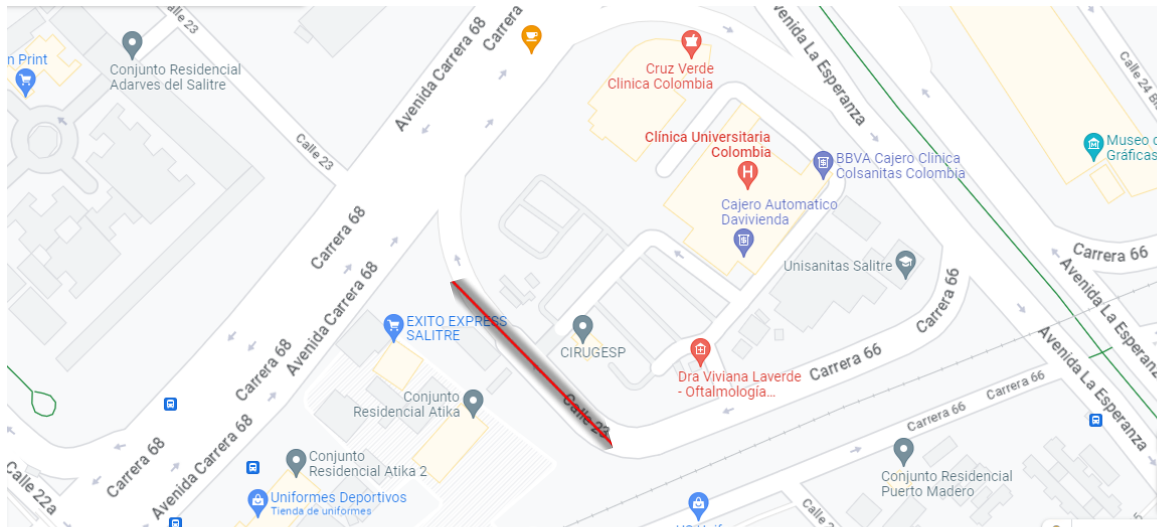 Calle 23
n Print
Conjunto Residencial
Adarves del Salitre
Avenida Carrera 68
Carrera
Cruz Verde
Clinica Colombia
Avenida La Esperanza
Calle 24 Bi
Clínica Universitaria
Colombia
BBVA Cajero Clinica
Colsanitas Colombia
Museo d
Gráficas
Calle 23
Cajero Automatico
Davivienda
Carrera 68
Unisanitas Salitre
Carrera 66
Avenida La Esperanza
Avenida Carrera 68
Carrera 66
EXITO EXPRESS
SALITRE
CIRUGESP
Carrera 68
Dra Viviana Laverde
- Oftalmología...
Carrera 66
Avenida La Esperanza
Carrera 66
Conjunto
Residencial Atika
Calle 23
Carrera 66
Carrera 68
Avenida Carrera 68
Conjunto
Residencial Atika 2
Conjunto Residencial
Puerto Madero
Calle 22a
Uniformes Deportivos
Tienda de uniformes
Calle 23